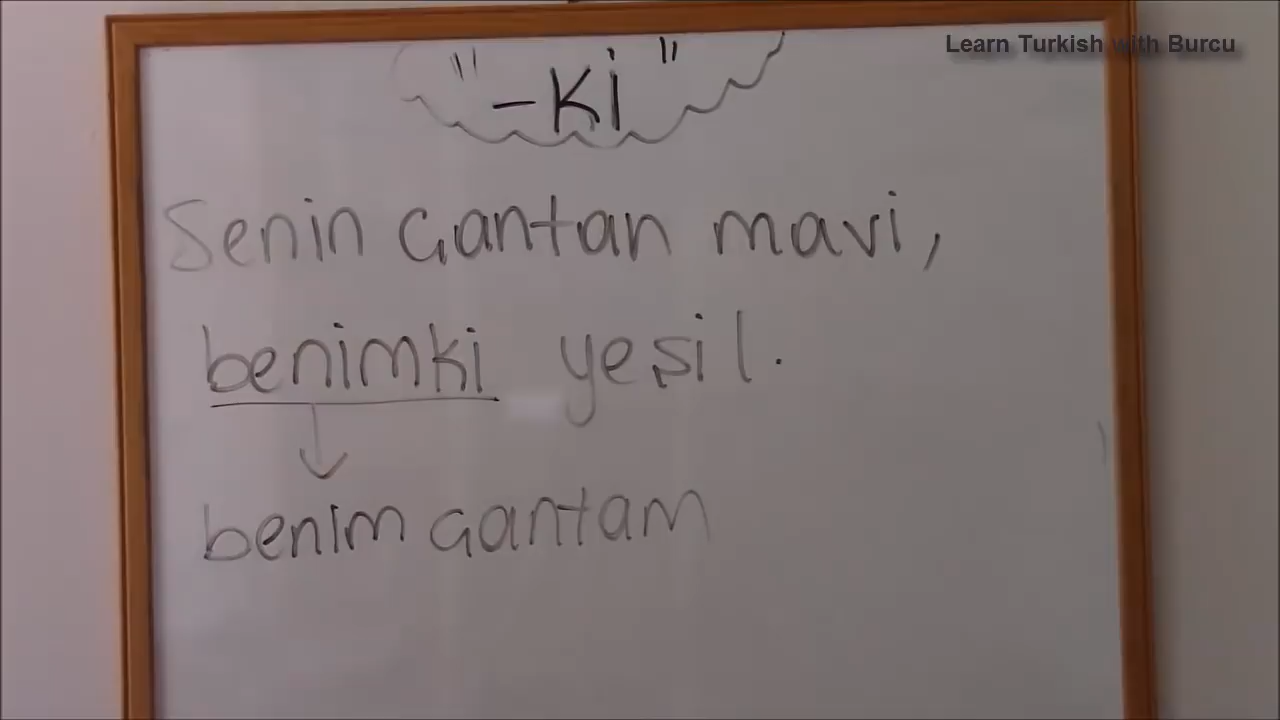 Learn Turkish with Burcu
"-ki"
Senin çantan mavi,
benimki yeşil.
benim çantam